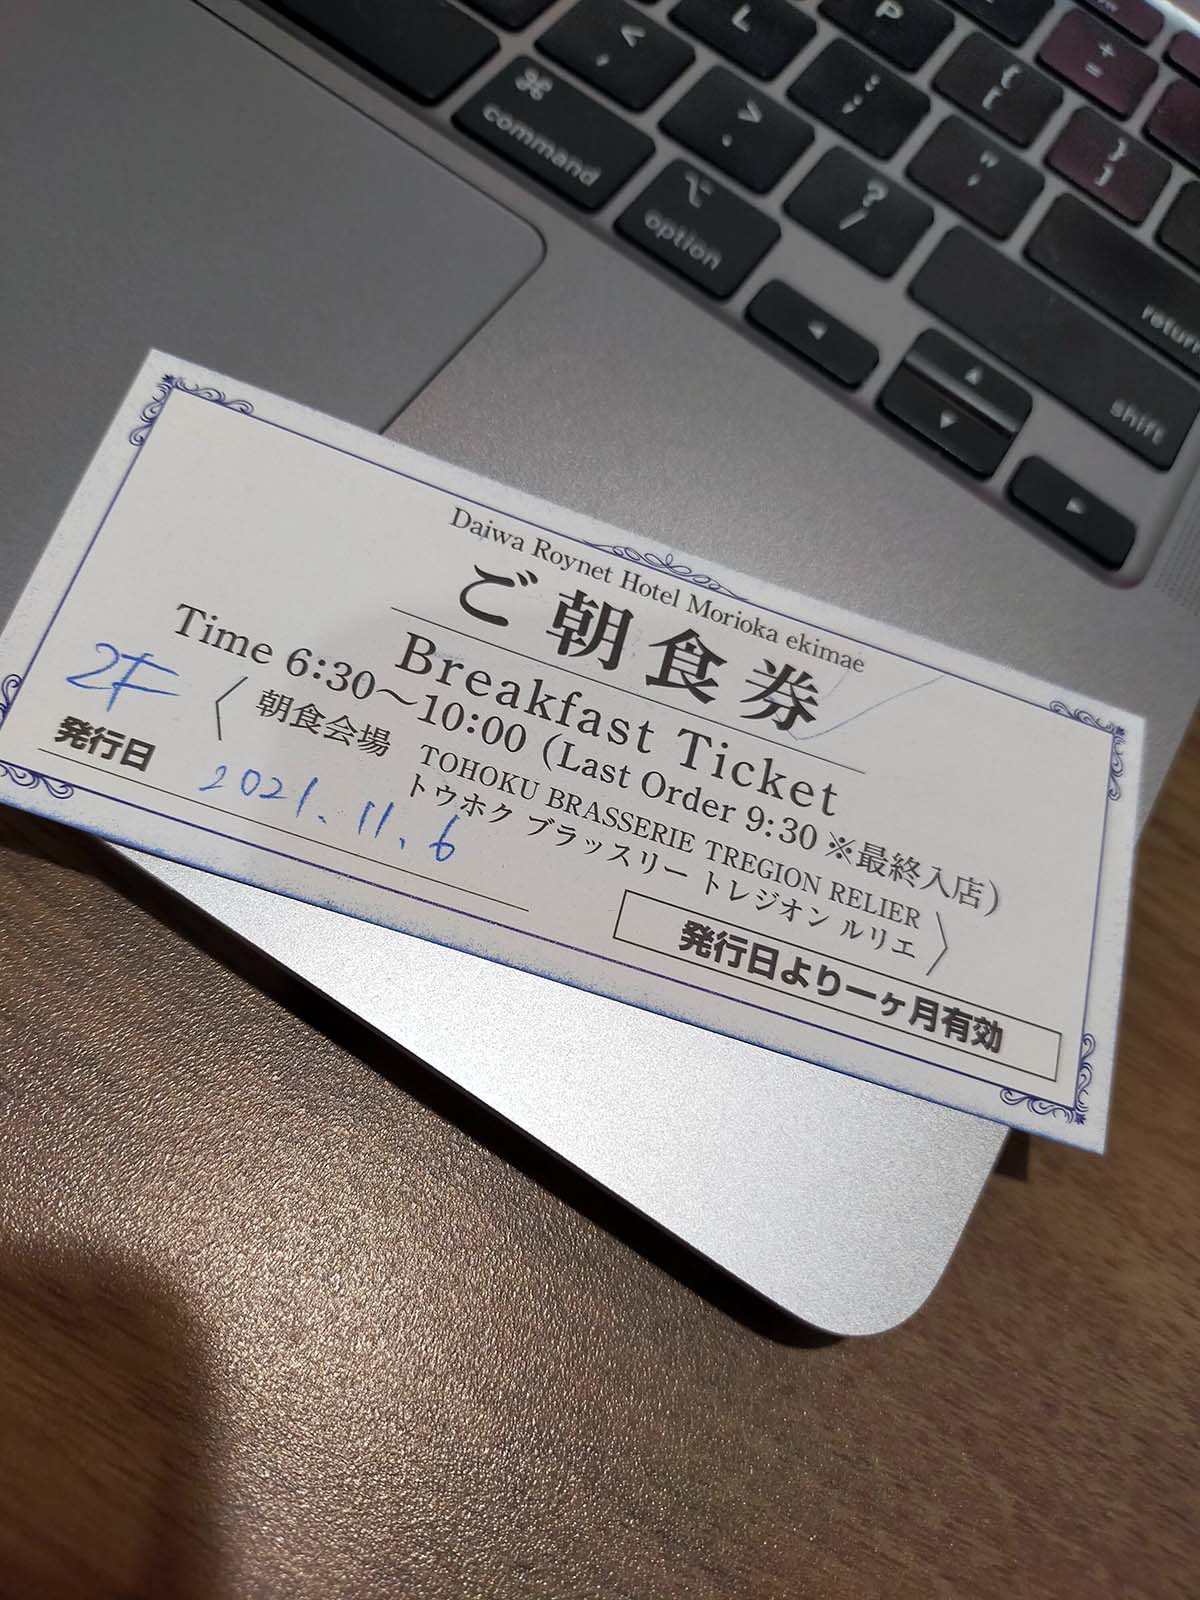 P
L
+
=
<
,
{
[
:
;
⌘
command
>
.
}
]
"
'
⌥
option
?
/
return
shift
◀
▲
▼
▶
Daiwa Roynet Hotel Morioka ekimae
ご朝食券
Breakfast Ticket
Time 6:30～10:00 (Last Order 9:30 ※最終入店)
〈朝食会場 TOHOKU BRASSERIE TREGION RELIER
トウホク ブラッスリー トレジオン ルリエ〉
発行日 2021.11.6
発行日より一ヶ月有効